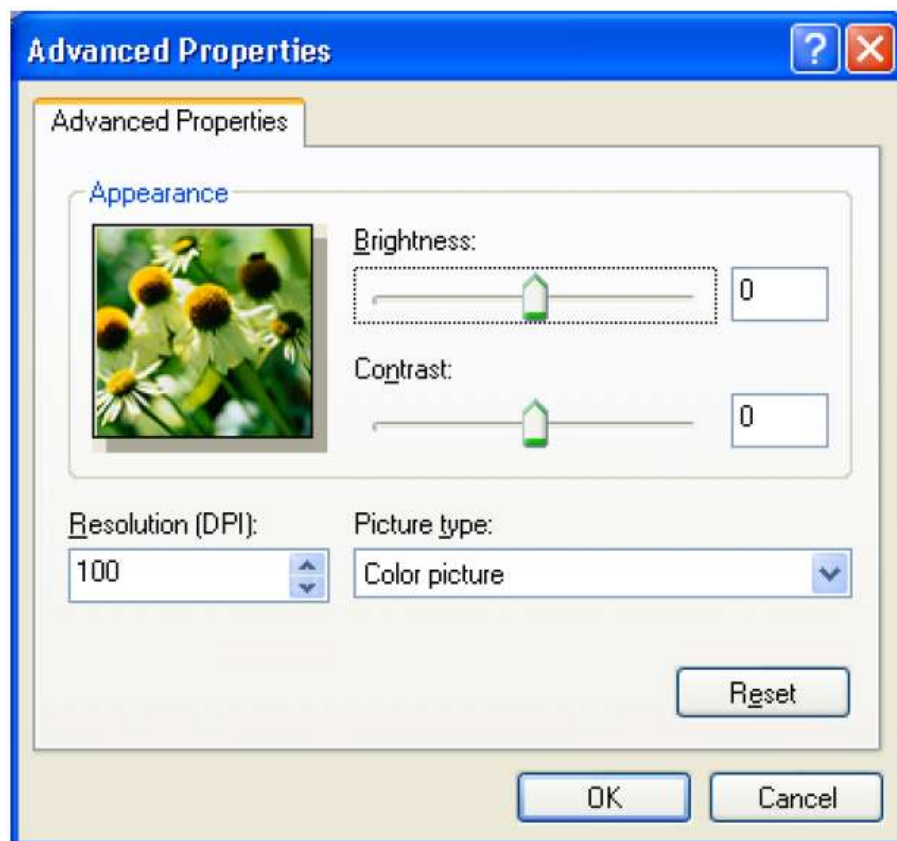 Advanced Properties
?
Advanced Properties
Appearance
Brightness:
0
Contrast:
0
Resolution (DPI):
Picture type:
100
Color picture
Reset
OK
Cancel